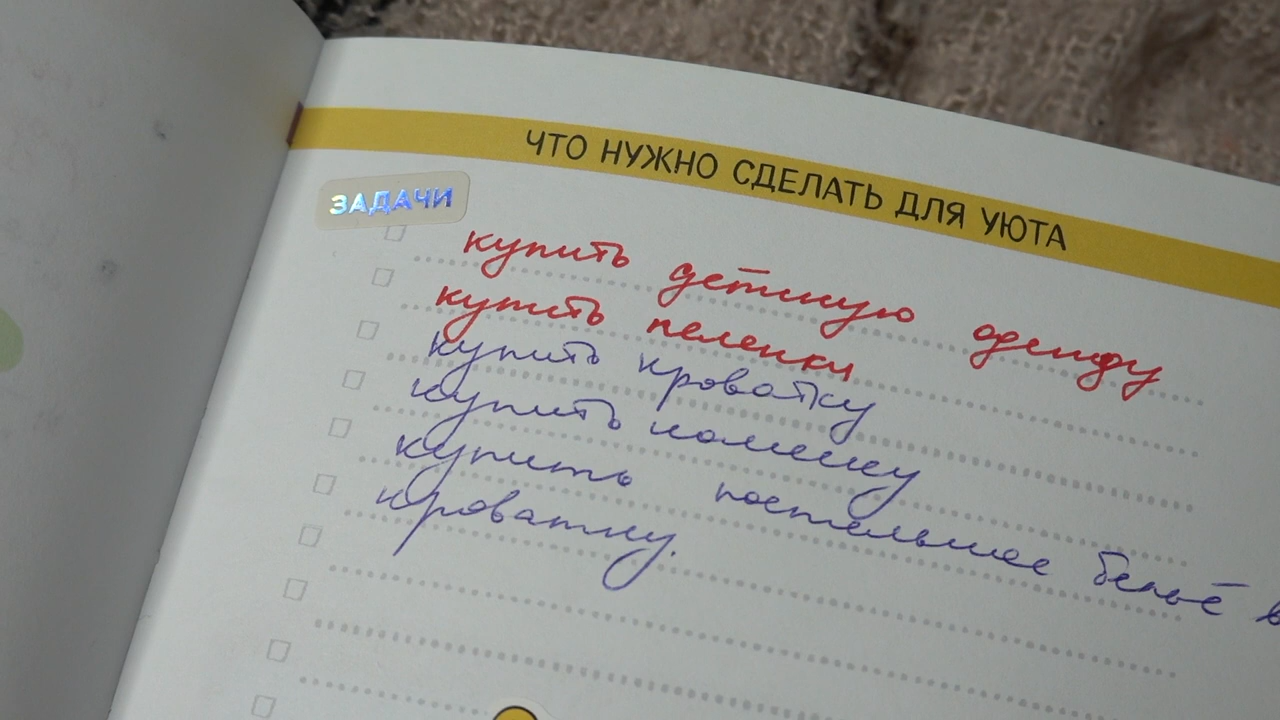 ЧТО НУЖНО СДЕЛАТЬ ДЛЯ УЮТА
ЗАДАЧИ
купить детскую одежду
купить пеленки
купить кроватку
купить коляску
купить постельное бельё в
кроватку.